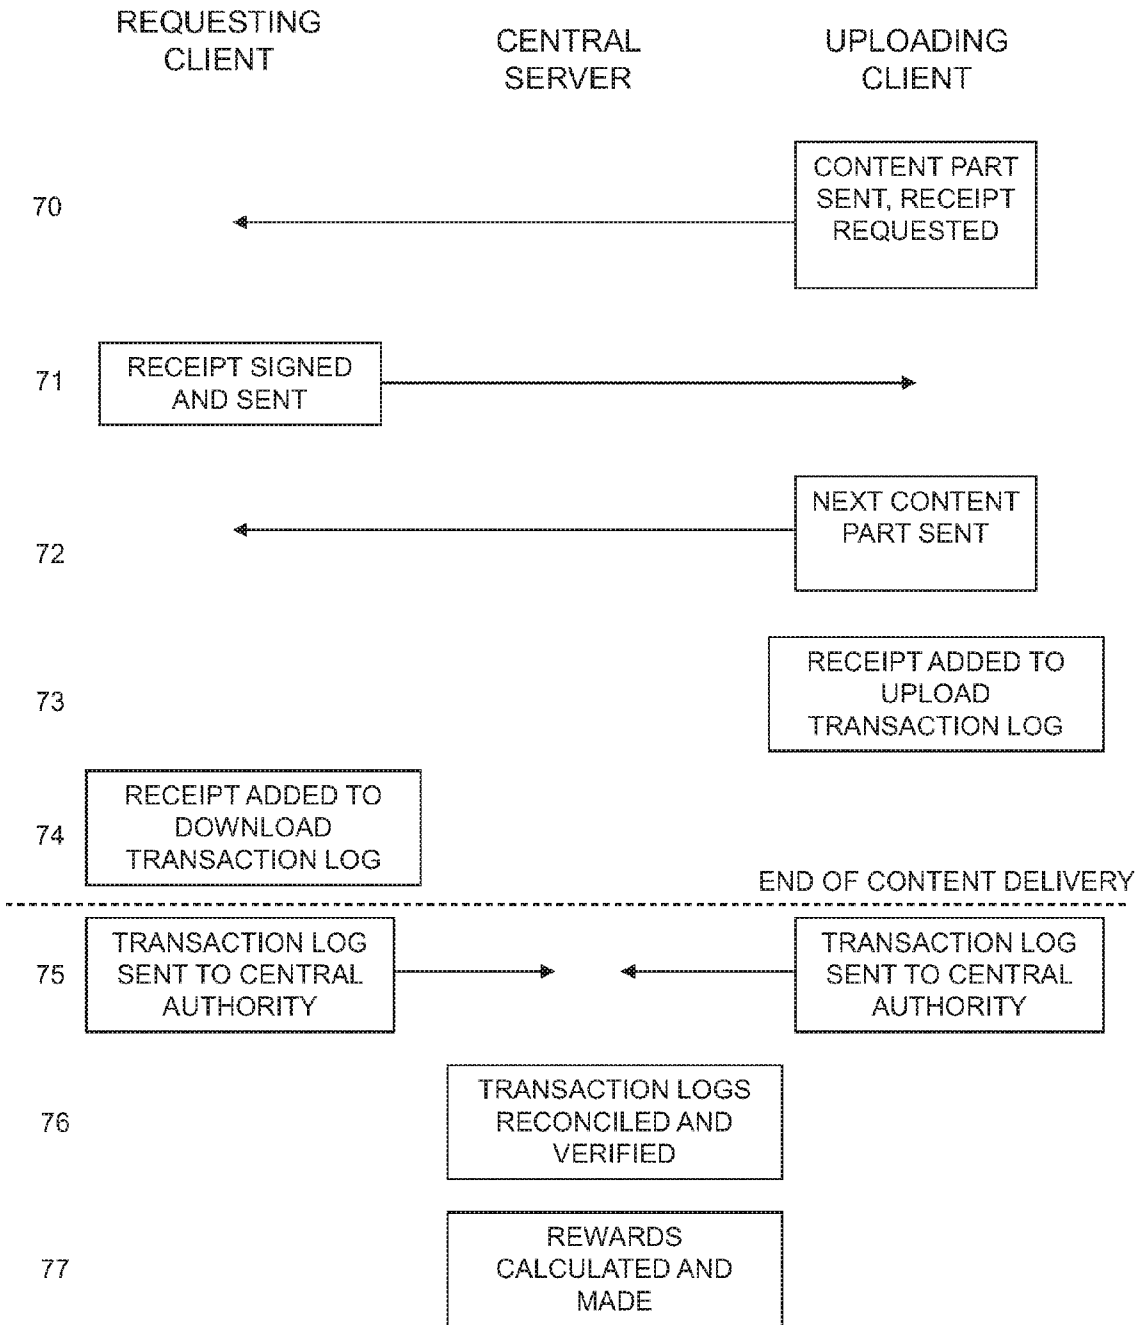 REQUESTING
CLIENT
CENTRAL
SERVER
UPLOADING
CLIENT
70
CONTENT PART
SENT, RECEIPT
REQUESTED
71
RECEIPT SIGNED
AND SENT
72
NEXT CONTENT
PART SENT
73
RECEIPT ADDED TO
UPLOAD
TRANSACTION LOG
74
RECEIPT ADDED TO
DOWNLOAD
TRANSACTION LOG
END OF CONTENT DELIVERY
75
TRANSACTION LOG
SENT TO CENTRAL
AUTHORITY
TRANSACTION LOG
SENT TO CENTRAL
AUTHORITY
76
TRANSACTION LOGS
RECONCILED AND
VERIFIED
77
REWARDS
CALCULATED AND
MADE